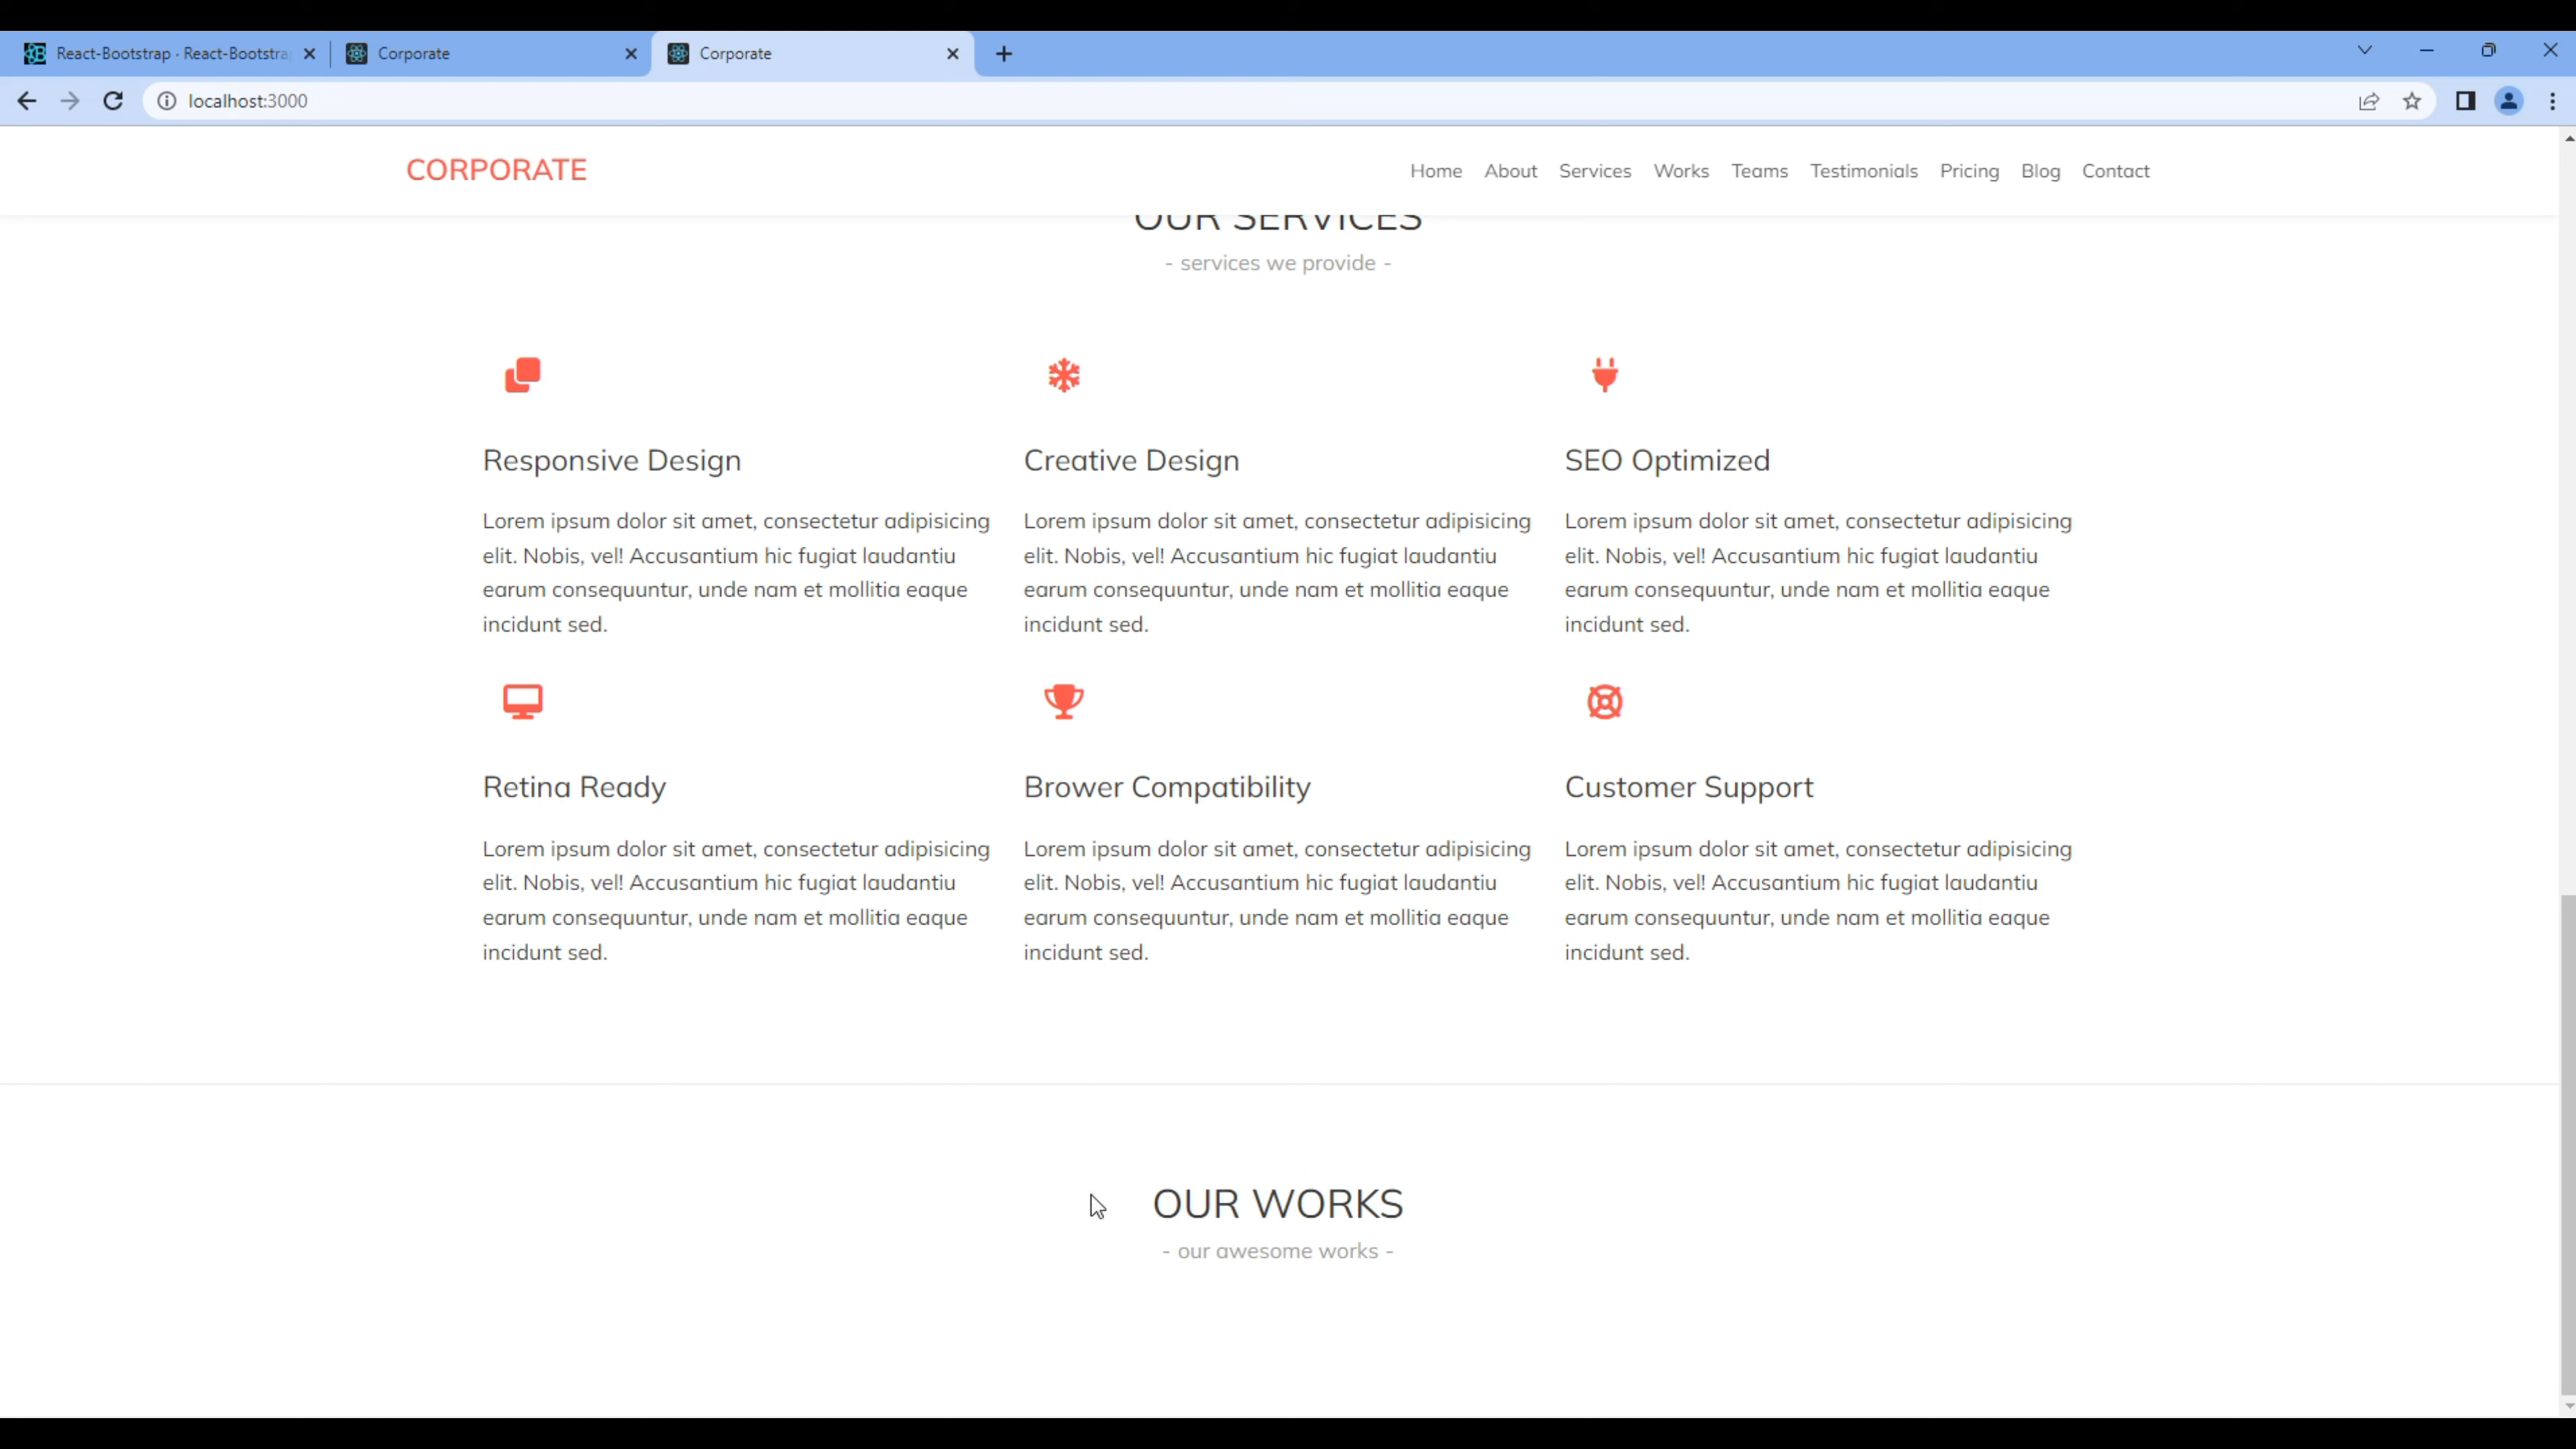 React-Bootstrap · React-Bootstra
Corporate
Corporate
localhost:3000
CORPORATE
Home About Services Works Teams Testimonials Pricing Blog Contact
OUR SERVICES
- services we provide -
Responsive Design
Lorem ipsum dolor sit amet, consectetur adipisicing
elit. Nobis, vel! Accusantium hic fugiat laudantiu
earum consequuntur, unde nam et mollitia eaque
incidunt sed.
Creative Design
Lorem ipsum dolor sit amet, consectetur adipisicing
elit. Nobis, vel! Accusantium hic fugiat laudantiu
earum consequuntur, unde nam et mollitia eaque
incidunt sed.
SEO Optimized
Lorem ipsum dolor sit amet, consectetur adipisicing
elit. Nobis, vel! Accusantium hic fugiat laudantiu
earum consequuntur, unde nam et mollitia eaque
incidunt sed.
Retina Ready
Lorem ipsum dolor sit amet, consectetur adipisicing
elit. Nobis, vel! Accusantium hic fugiat laudantiu
earum consequuntur, unde nam et mollitia eaque
incidunt sed.
Brower Compatibility
Lorem ipsum dolor sit amet, consectetur adipisicing
elit. Nobis, vel! Accusantium hic fugiat laudantiu
earum consequuntur, unde nam et mollitia eaque
incidunt sed.
Customer Support
Lorem ipsum dolor sit amet, consectetur adipisicing
elit. Nobis, vel! Accusantium hic fugiat laudantiu
earum consequuntur, unde nam et mollitia eaque
incidunt sed.
OUR WORKS
- our awesome works -